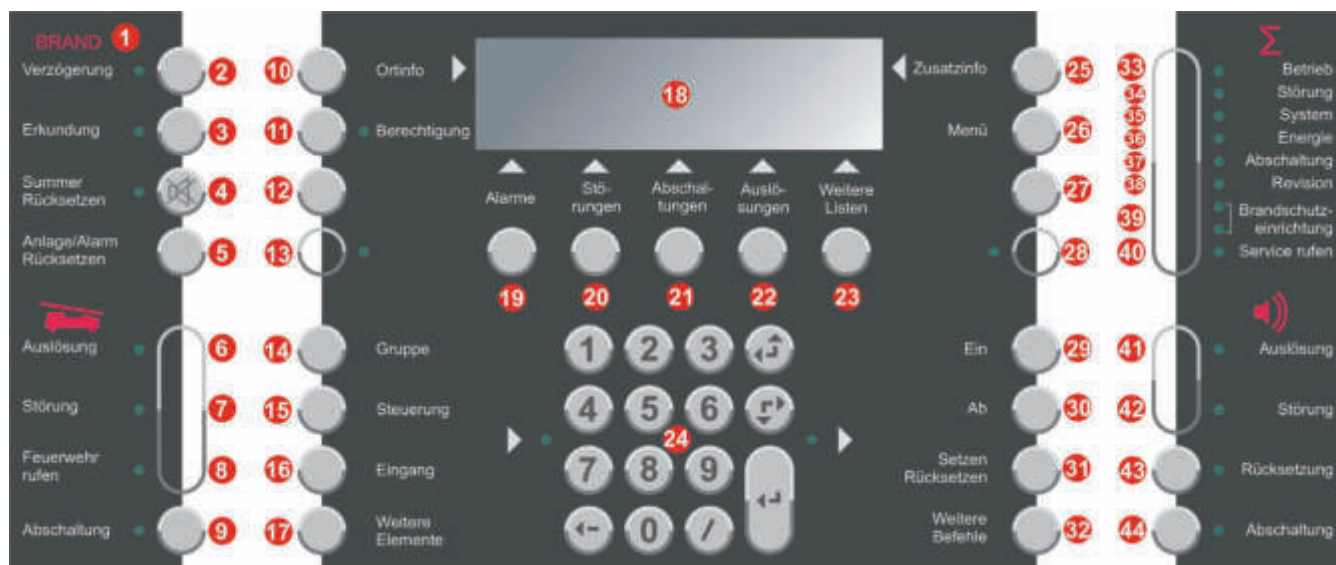 BRAND 1
Verzögerung 2
Erkundung 3
Summer
Rücksetzen 4
Anlage/Alarm
Rücksetzen 5
Auslösung 6
Störung 7
Feuerwehr
rufen 8
Abschaltung 9
10 Ortinfo
11 Berechtigung
12
13
14 Gruppe
15 Steuerung
16 Eingang
17 Weitere
Elemente
18
Alarme
Stö-
rungen
Abschal-
tungen
Auslö-
sungen
Weitere
Listen
19 20 21 22 23
1 2 3
4 5 6
24
7 8 9
0 /
Zusatzinfo 25
Menü 26
27
28
Ein 29
Ab 30
Setzen
Rücksetzen 31
Weitere
Befehle 32
Σ
33 Betrieb
34 Störung
35 System
36 Energie
37 Abschaltung
38 Revision
39 Brandschutz-
einrichtung
40 Service rufen
41 Auslösung
42 Störung
43 Rücksetzung
44 Abschaltung